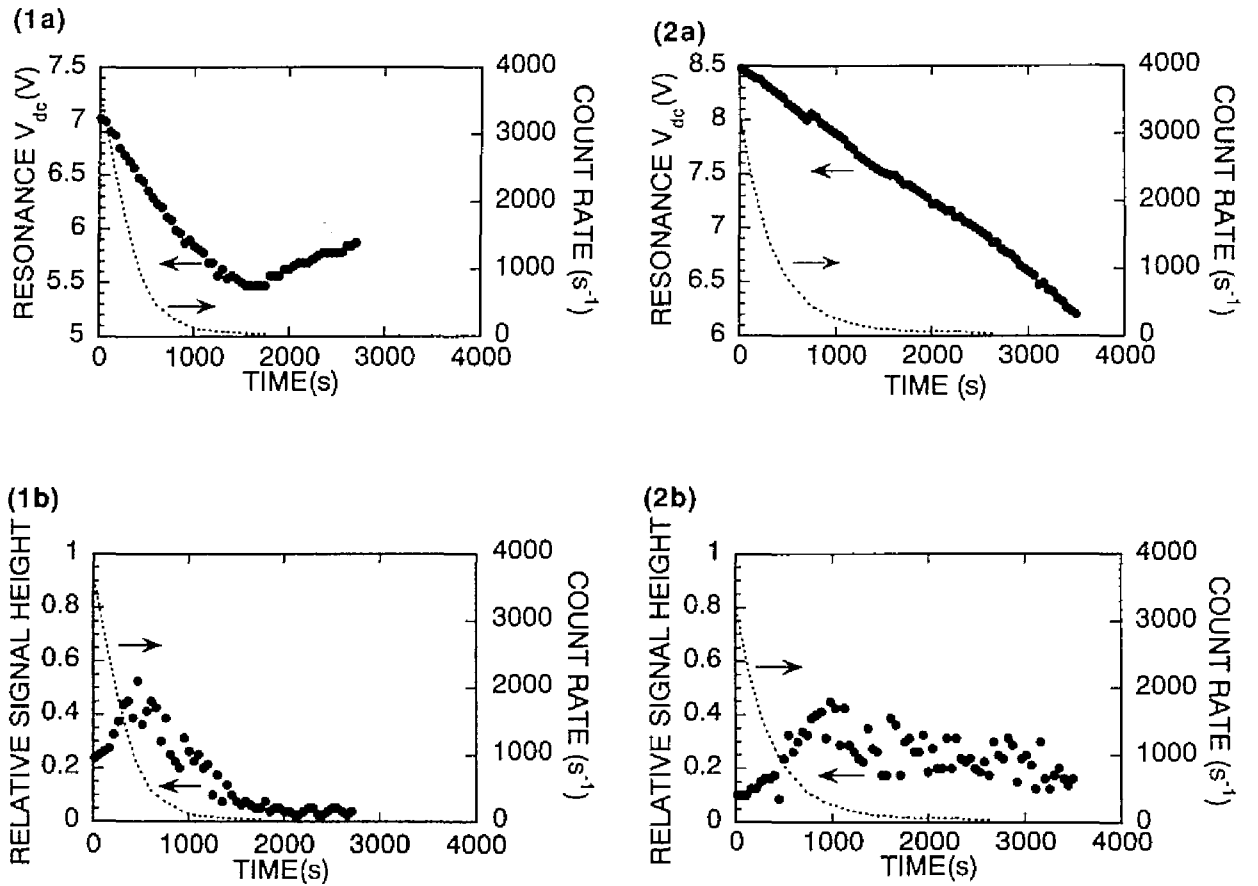 (1a)
RESONANCE V_dc (V)
7.5
7
6.5
6
5.5
5
4000
3000
2000
1000
0
COUNT RATE (s⁻¹)
0 1000 2000 3000 4000
TIME(s)
(2a)
RESONANCE V_dc (V)
8.5
8
7.5
7
6.5
6
4000
3000
2000
1000
0
COUNT RATE (s⁻¹)
0 1000 2000 3000 4000
TIME (s)
(1b)
RELATIVE SIGNAL HEIGHT
1
0.8
0.6
0.4
0.2
0
4000
3000
2000
1000
0
COUNT RATE (s⁻¹)
0 1000 2000 3000 4000
TIME(s)
(2b)
RELATIVE SIGNAL HEIGHT
1
0.8
0.6
0.4
0.2
0
4000
3000
2000
1000
0
COUNT RATE (s⁻¹)
0 1000 2000 3000 4000
TIME(s)